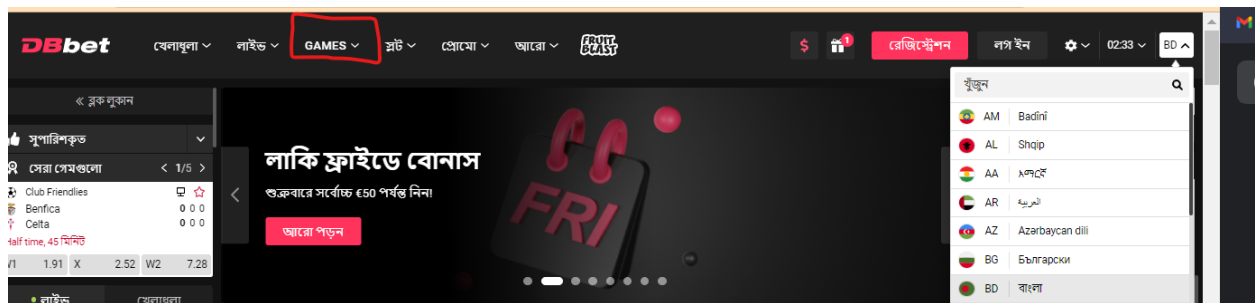 DBbet খেলাধূলা লাইভ GAMES স্লট প্রোমো আরো FRUIT BLAST $ 1 রেজিস্ট্রেশন লগ ইন 02:33 BD
« ব্লক লুকান
সুপারিশকৃত
সেরা গেমগুলো < 1/5 >
Club Friendlies
Benfica 0 0 0
Celta 0 0 0
Half time, 45 মিনিট
1.91 X 2.52 W2 7.28
লাইভ খেলাধুলা
লাকি ফ্রাইডে বোনাস
শুক্রবারে সর্বোচ্চ €50 পর্যন্ত নিন!
আরো পড়ুন
FRI
খুঁজুন
AM Badînî
AL Shqip
AA አማርኛ
AR العربية
AZ Azərbaycan dili
BG Български
BD বাংলা